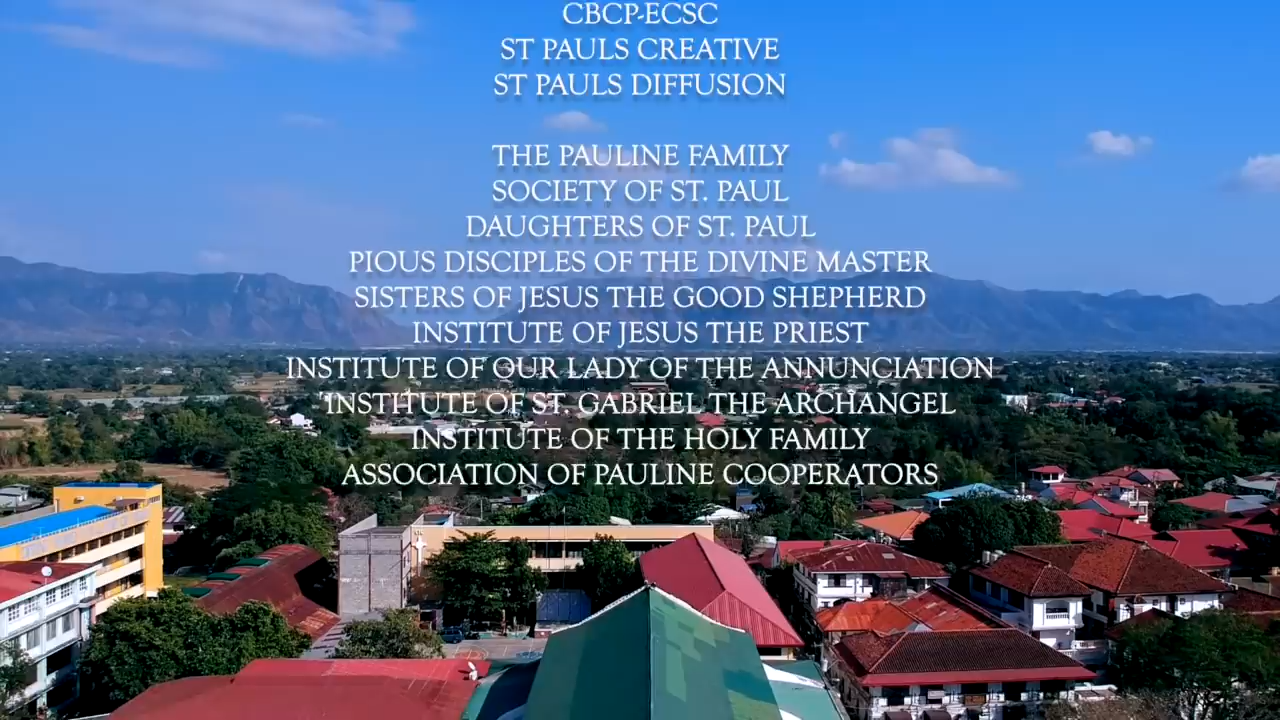 CBCP-ECSC
ST PAULS CREATIVE
ST PAULS DIFFUSION
THE PAULINE FAMILY
SOCIETY OF ST. PAUL
DAUGHTERS OF ST. PAUL
PIOUS DISCIPLES OF THE DIVINE MASTER
SISTERS OF JESUS THE GOOD SHEPHERD
INSTITUTE OF JESUS THE PRIEST
INSTITUTE OF OUR LADY OF THE ANNUNCIATION
INSTITUTE OF ST. GABRIEL THE ARCHANGEL
INSTITUTE OF THE HOLY FAMILY
ASSOCIATION OF PAULINE COOPERATORS